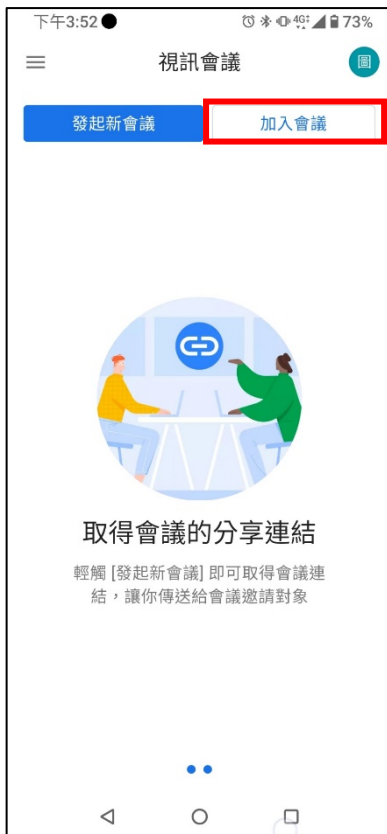 下午3:52 4G 73%
視訊會議
圖
發起新會議 加入會議
取得會議的分享連結
輕觸 [發起新會議] 即可取得會議連
結，讓你傳送給會議邀請對象